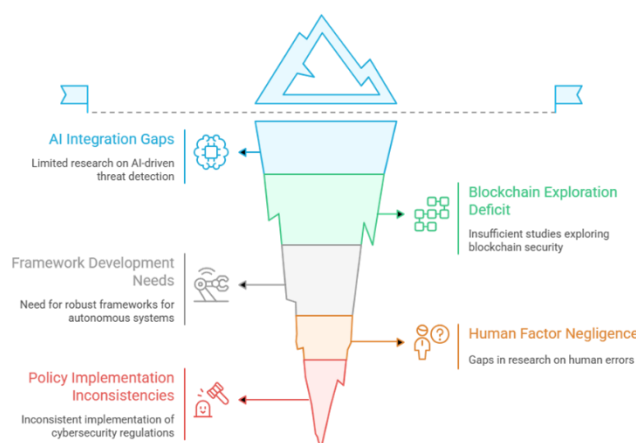 AI Integration Gaps
Limited research on AI-driven
threat detection
Blockchain Exploration
Deficit
Insufficient studies exploring
blockchain security
Framework Development
Needs
Need for robust frameworks for
autonomous systems
Human Factor Negligence
Gaps in research on human errors
Policy Implementation
Inconsistencies
Inconsistent implementation of
cybersecurity regulations